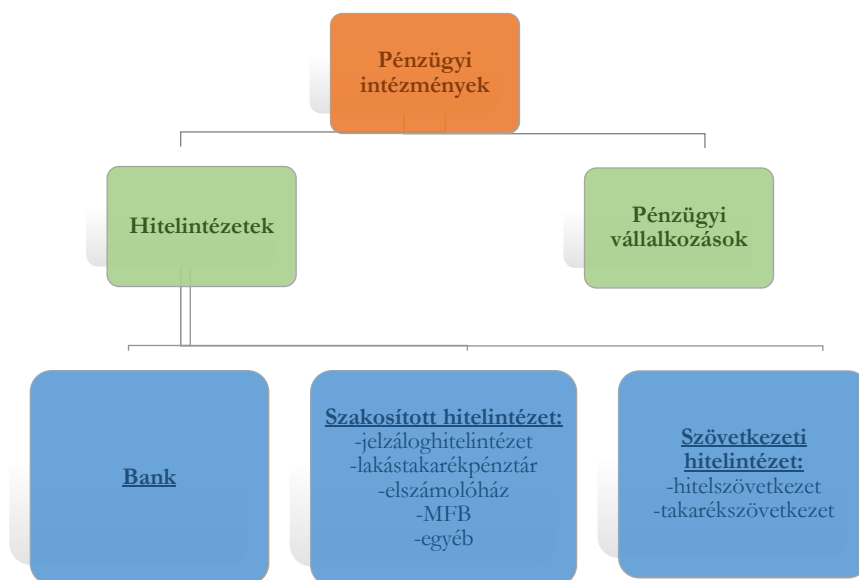 Pénzügyi
intézmények
Hitelintézetek
Pénzügyi
vállalkozások
Bank
Szakosított hitelintézet:
-jelzáloghitelintézet
-lakástakarékpénztár
-elszámolóház
-MFB
-egyéb
Szövetkezeti
hitelintézet:
-hitelszövetkezet
-takarékszövetkezet